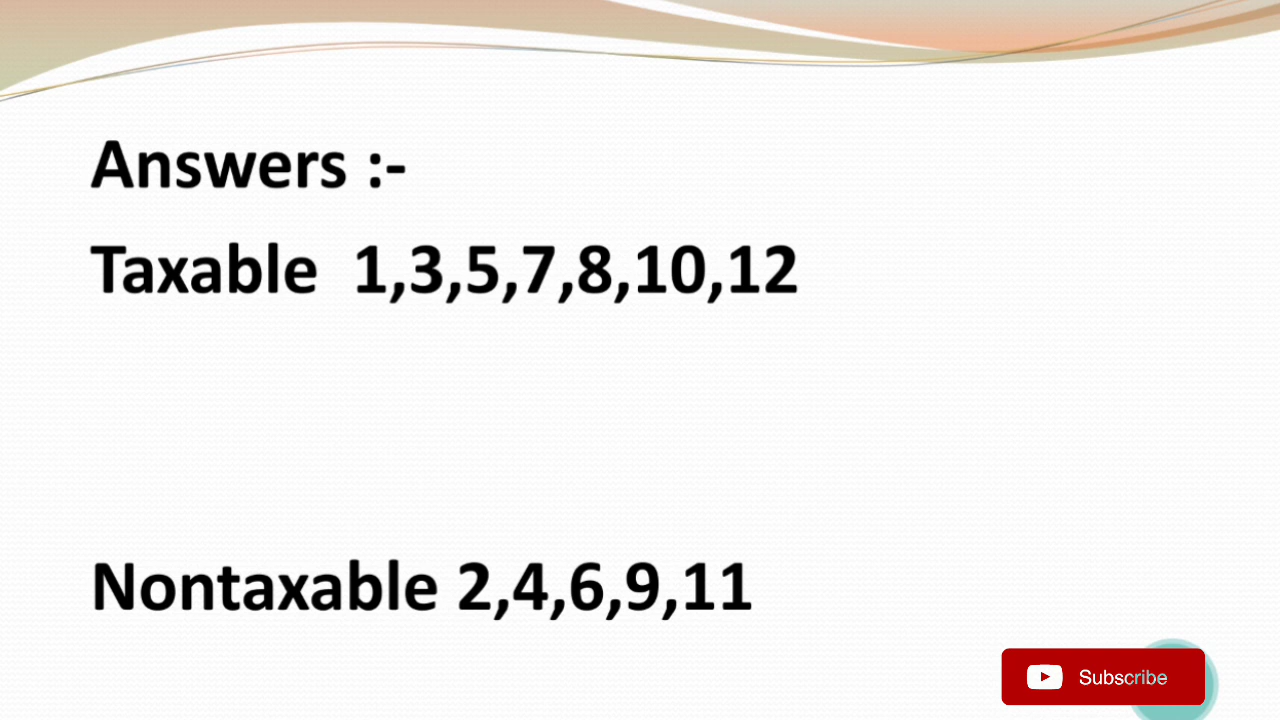 Answers :-
Taxable 1,3,5,7,8,10,12
Nontaxable 2,4,6,9,11
Subscribe